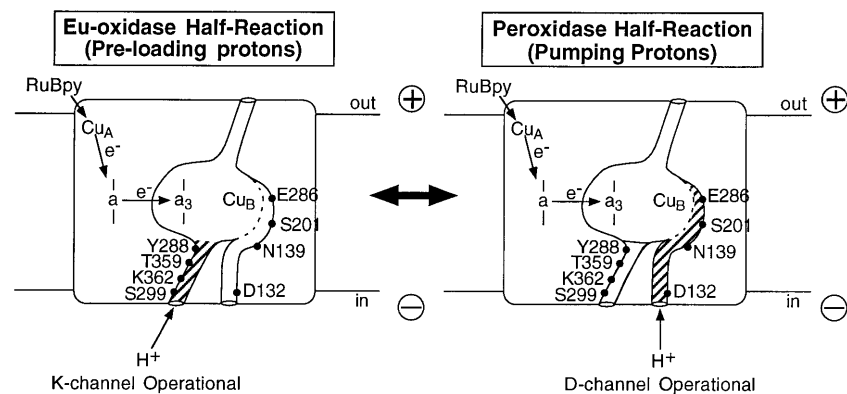 Eu-oxidase Half-Reaction
(Pre-loading protons)
RuBpy
out
+
CuA
e-
a
e-
a3
CuB
E286
S201
N139
Y288
T359
K362
S299
D132
in
−
H+
K-channel Operational
Peroxidase Half-Reaction
(Pumping Protons)
RuBpy
out
+
CuA
e-
a
e-
a3
CuB
E286
S201
N139
Y288
T359
K362
S299
D132
in
−
H+
D-channel Operational